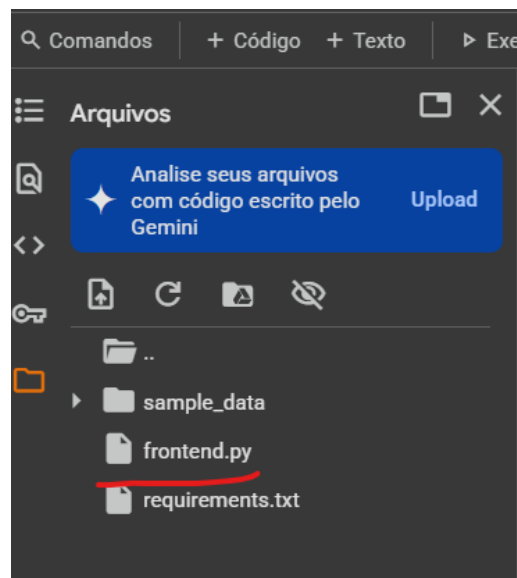 Comandos + Código + Texto Exe
Arquivos
Analise seus arquivos
com código escrito pelo
Gemini
Upload
..
sample_data
frontend.py
requirements.txt